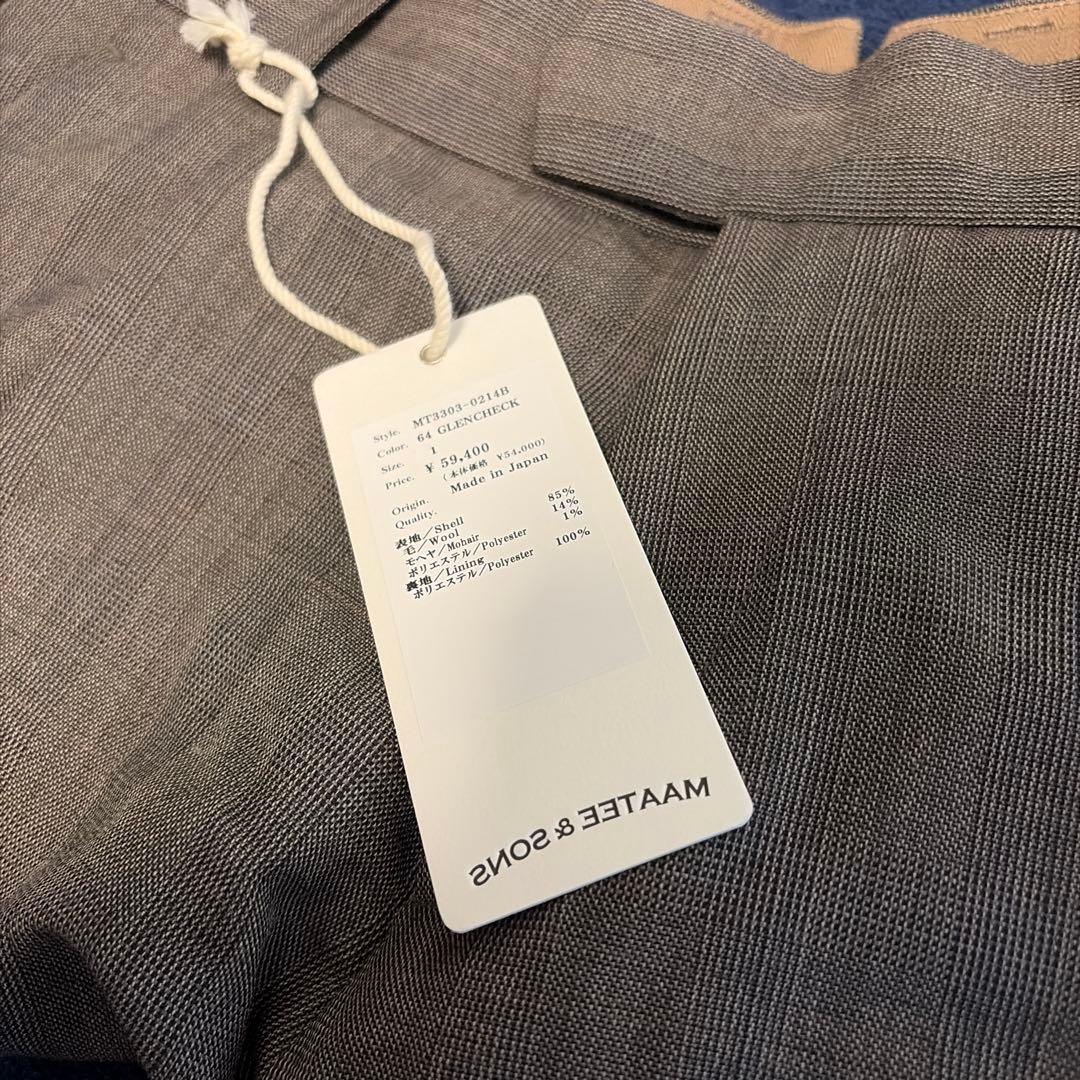 Style. MT3303-0214B
Color. 64 GLENCHECK
Size. 1
Price. ¥ 59,400
(本体価格 ¥54,000)
Origin. Made in Japan
Quality.
表地/Shell
毛/Wool 85%
モヘヤ/Mohair 14%
ポリエステル/Polyester 1%
裏地/Lining
ポリエステル/Polyester 100%
MAATEE & SONS